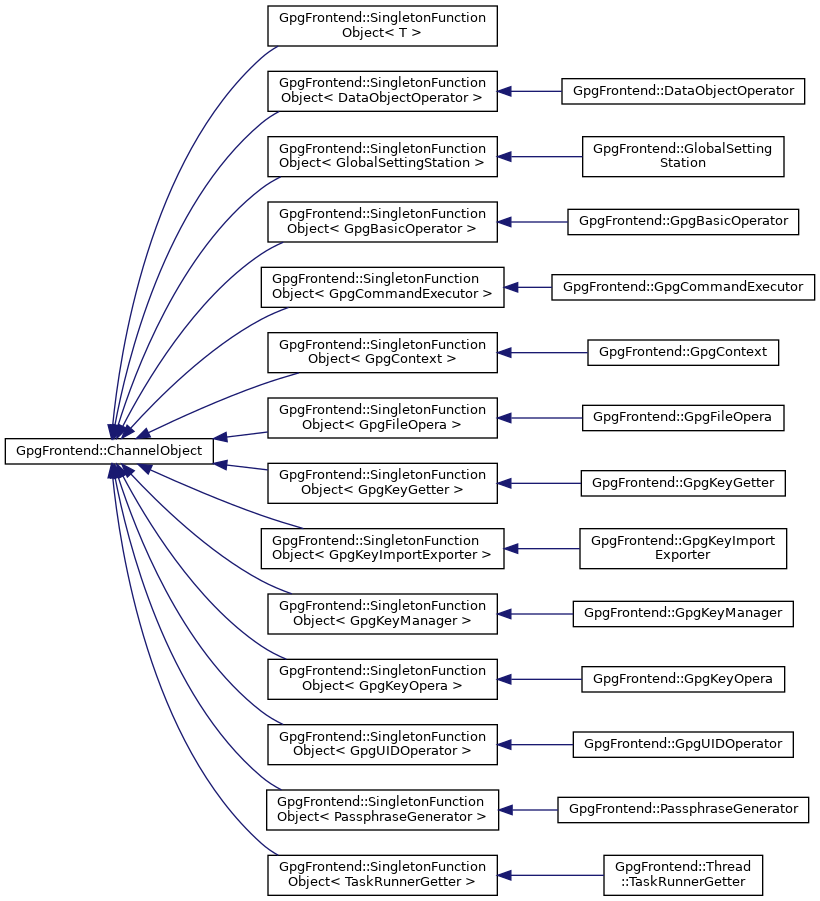 GpgFrontend::SingletonFunction
Object< T >
GpgFrontend::SingletonFunction
Object< DataObjectOperator >
GpgFrontend::DataObjectOperator
GpgFrontend::SingletonFunction
Object< GlobalSettingStation >
GpgFrontend::GlobalSetting
Station
GpgFrontend::SingletonFunction
Object< GpgBasicOperator >
GpgFrontend::GpgBasicOperator
GpgFrontend::SingletonFunction
Object< GpgCommandExecutor >
GpgFrontend::GpgCommandExecutor
GpgFrontend::SingletonFunction
Object< GpgContext >
GpgFrontend::GpgContext
GpgFrontend::SingletonFunction
Object< GpgFileOpera >
GpgFrontend::GpgFileOpera
GpgFrontend::ChannelObject
GpgFrontend::SingletonFunction
Object< GpgKeyGetter >
GpgFrontend::GpgKeyGetter
GpgFrontend::SingletonFunction
Object< GpgKeyImportExporter >
GpgFrontend::GpgKeyImport
Exporter
GpgFrontend::SingletonFunction
Object< GpgKeyManager >
GpgFrontend::GpgKeyManager
GpgFrontend::SingletonFunction
Object< GpgKeyOpera >
GpgFrontend::GpgKeyOpera
GpgFrontend::SingletonFunction
Object< GpgUIDOperator >
GpgFrontend::GpgUIDOperator
GpgFrontend::SingletonFunction
Object< PassphraseGenerator >
GpgFrontend::PassphraseGenerator
GpgFrontend::SingletonFunction
Object< TaskRunnerGetter >
GpgFrontend::Thread
::TaskRunnerGetter